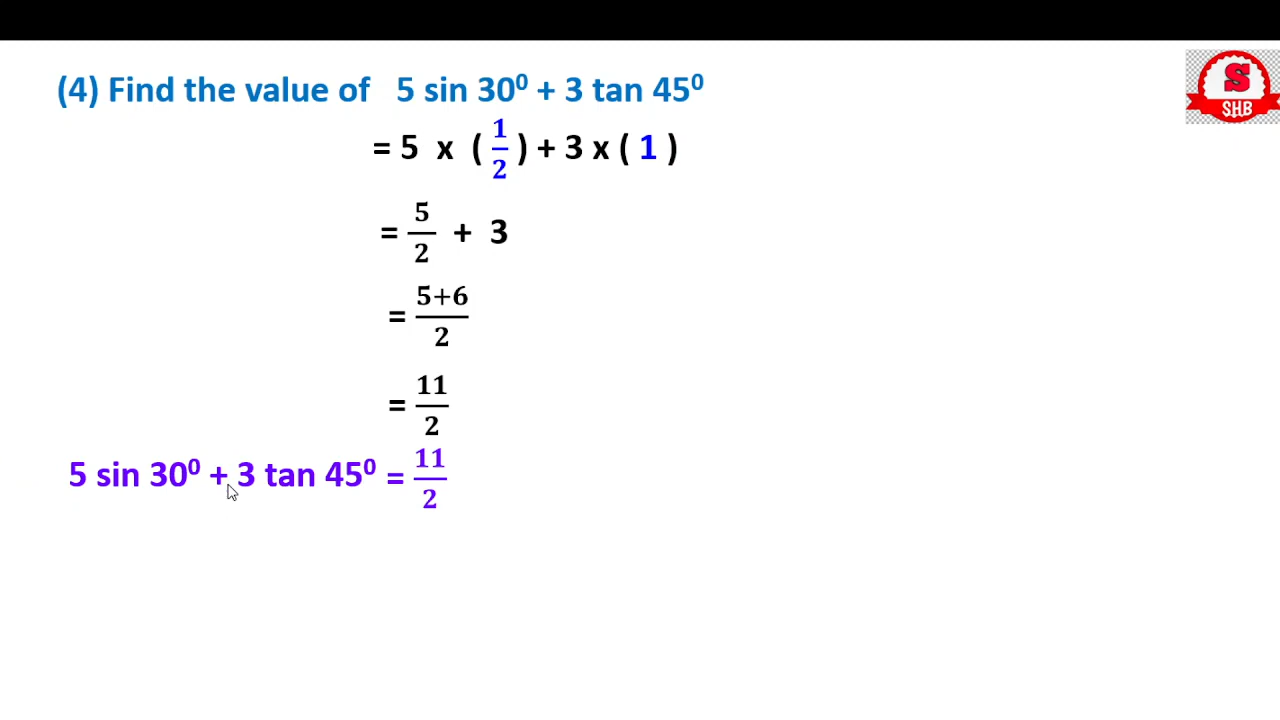 (4) Find the value of 5 sin 30⁰ + 3 tan 45⁰
= 5 x ( 1/2 ) + 3 x ( 1 )
= 5/2 + 3
= 5+6/2
= 11/2
5 sin 30⁰ + 3 tan 45⁰ = 11/2
S
SHB